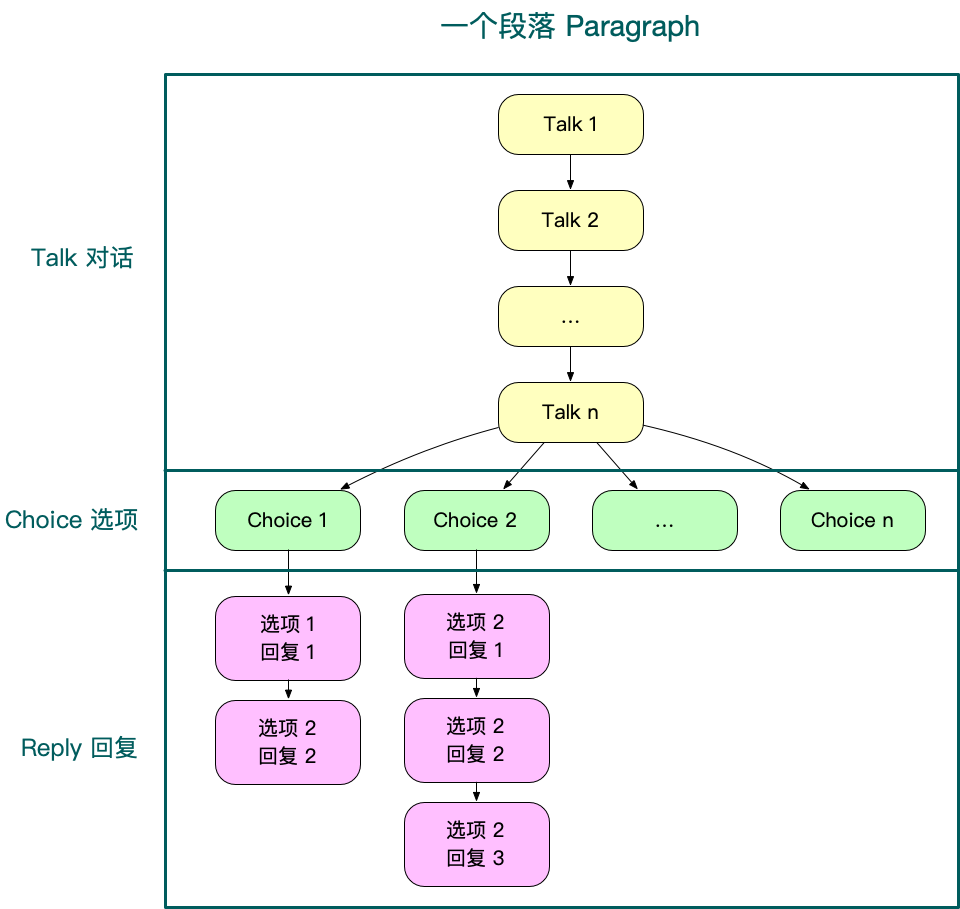 一个段落 Paragraph
Talk 对话
Talk 1
Talk 2
...
Talk n
Choice 选项
Choice 1
Choice 2
...
Choice n
Reply 回复
选项 1
回复 1
选项 2
回复 2
选项 2
回复 1
选项 2
回复 2
选项 2
回复 3